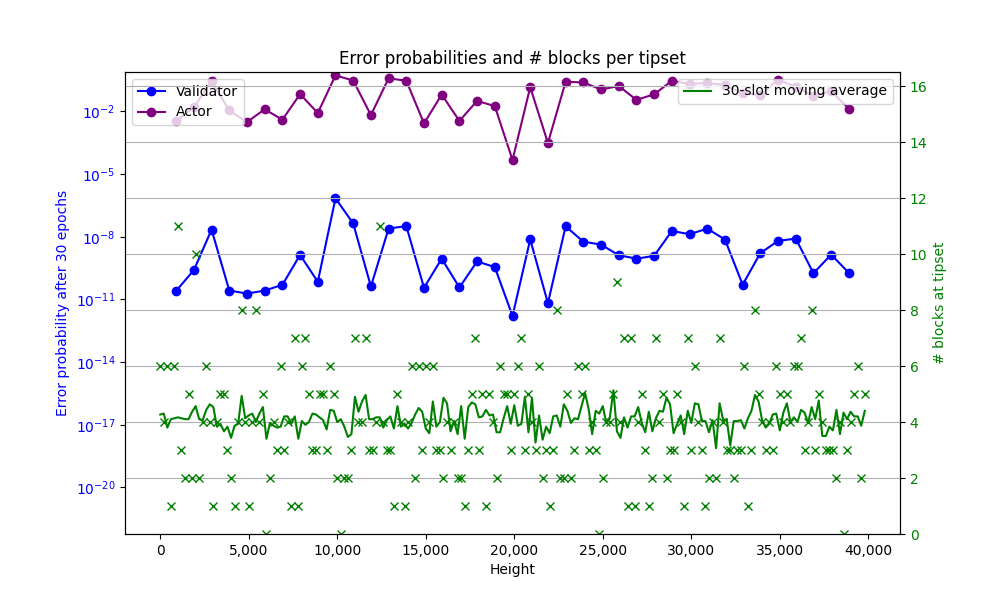 Error probabilities and # blocks per tipset
Validator
Actor
30-slot moving average
Error probability after 30 epochs
10⁻²
10⁻⁵
10⁻⁸
10⁻¹¹
10⁻¹⁴
10⁻¹⁷
10⁻²⁰
# blocks at tipset
16
14
12
10
8
6
4
2
0
0 5,000 10,000 15,000 20,000 25,000 30,000 35,000 40,000
Height